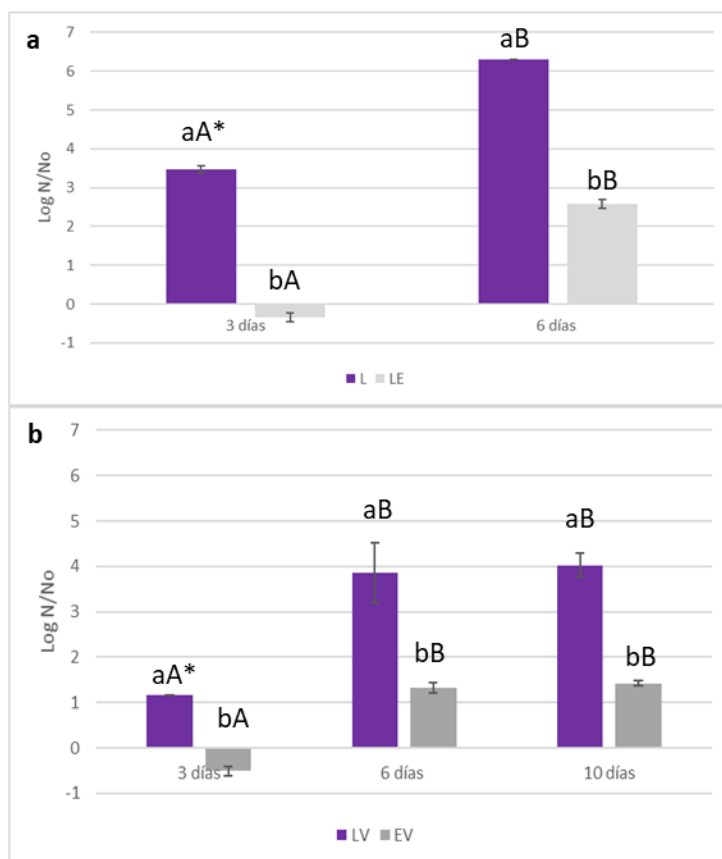 a
7
6
5
4
3
2
1
0
-1
Log N/No
aA*
bA
aB
bB
3 días
6 días
L
LE
b
7
6
5
4
3
2
1
0
-1
Log N/No
aA*
bA
aB
bB
aB
bB
3 días
6 días
10 días
LV
EV